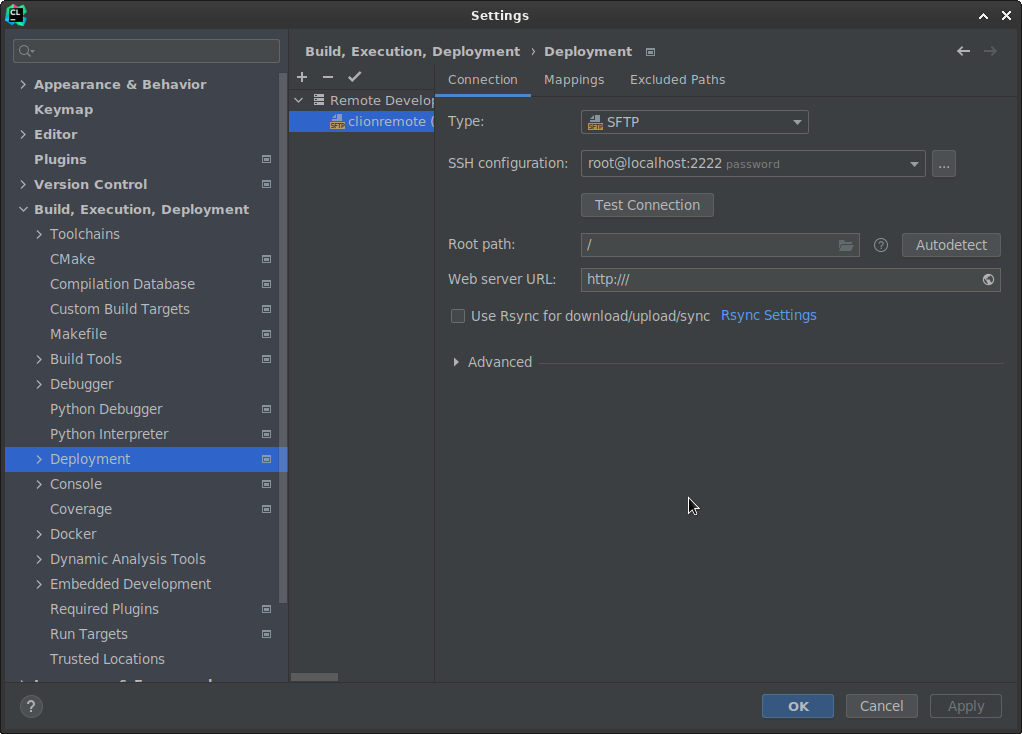 CL
Settings
Build, Execution, Deployment › Deployment
Appearance & Behavior
Keymap
Editor
Plugins
Version Control
Build, Execution, Deployment
Toolchains
CMake
Compilation Database
Custom Build Targets
Makefile
Build Tools
Debugger
Python Debugger
Python Interpreter
Deployment
Console
Coverage
Docker
Dynamic Analysis Tools
Embedded Development
Required Plugins
Run Targets
Trusted Locations
Remote Develop
SFTP clionremote (
Connection Mappings Excluded Paths
Type: SFTP SFTP
SSH configuration: root@localhost:2222 password ...
Test Connection
Root path: / ? Autodetect
Web server URL: http:///
Use Rsync for download/upload/sync Rsync Settings
Advanced
? OK Cancel Apply